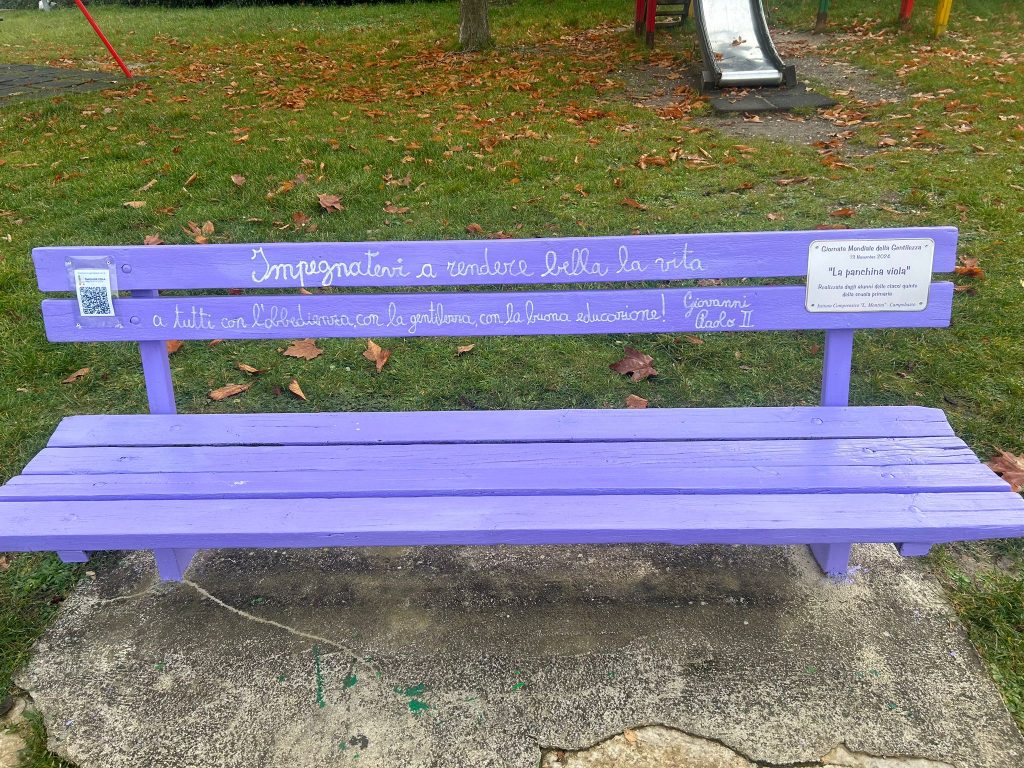 Impegnatevi a rendere bella la vita
a tutti con l'obbedienza, con la gentilezza, con la buona educazione!
Giovanni
Paolo II.
Giornata Mondiale della Gentilezza
13 Novembre 2024
"La panchina viola"
Realizzata dagli alunni delle classi quinte
della scuola primaria